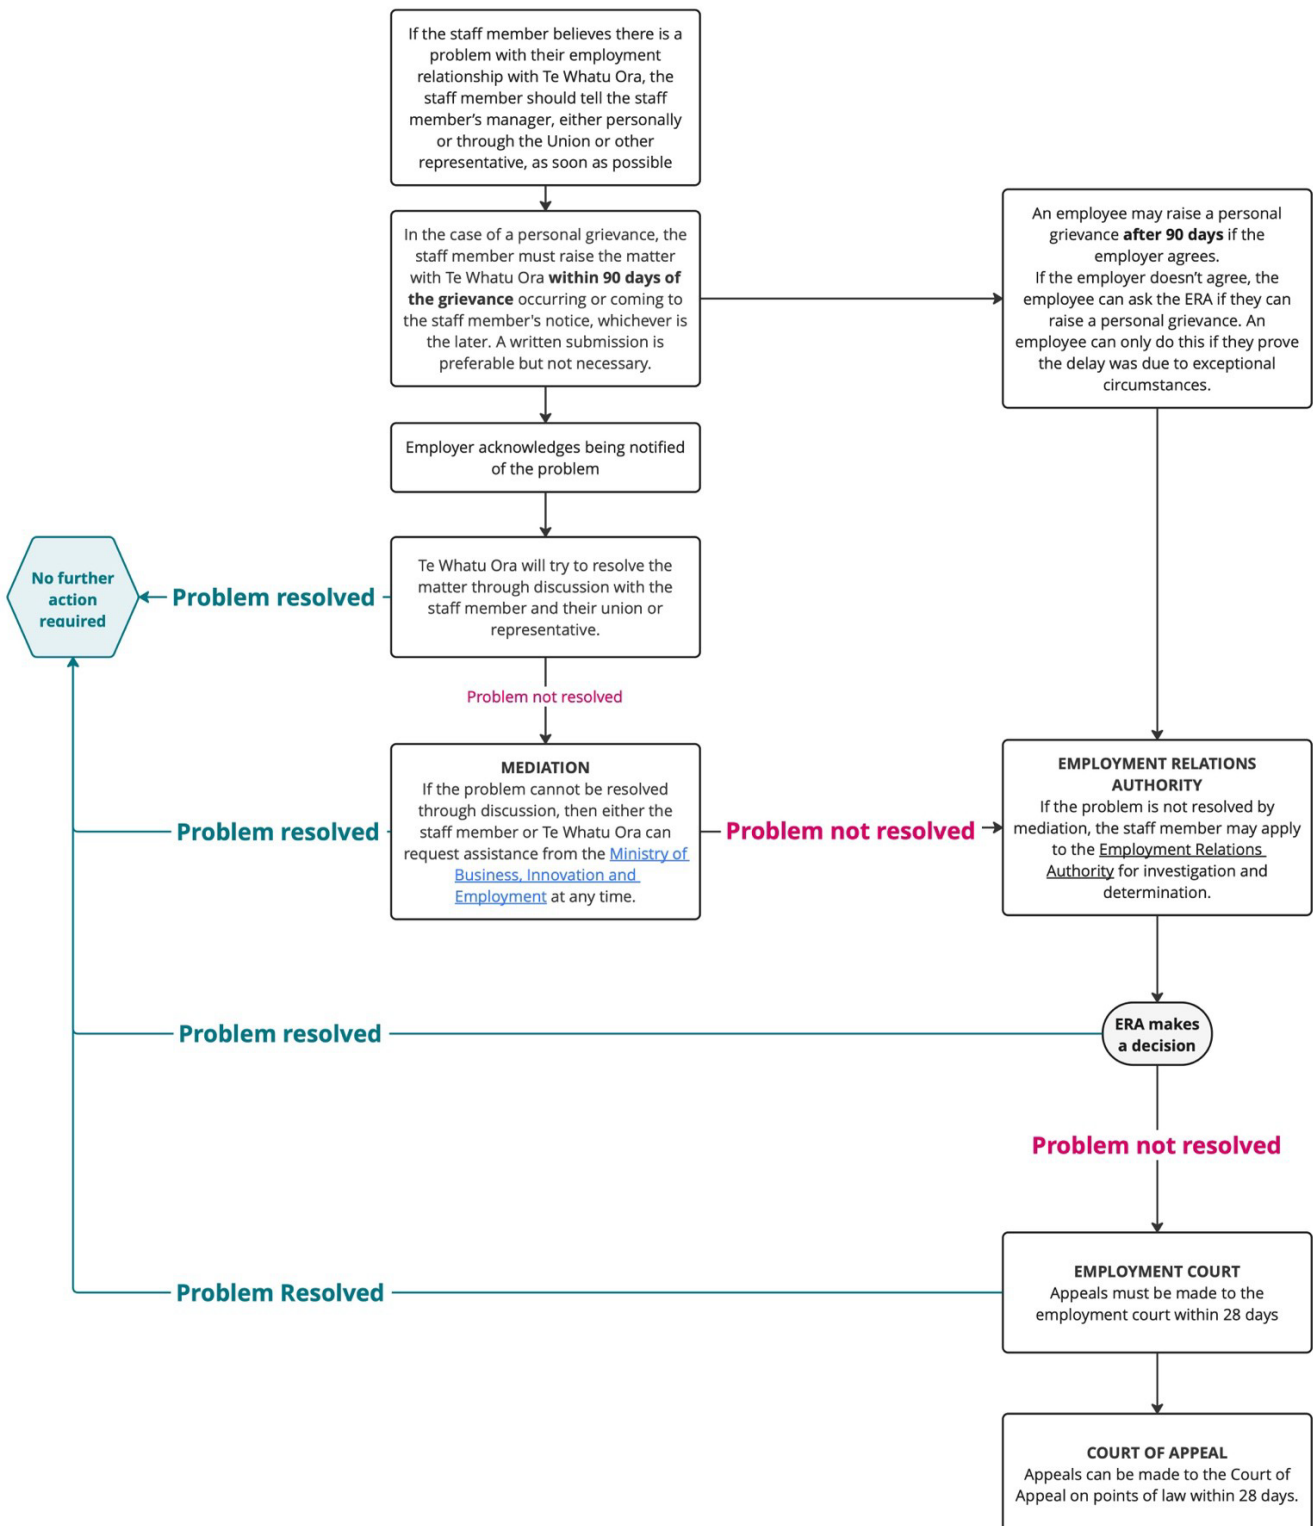 If the staff member believes there is a
problem with their employment
relationship with Te Whatu Ora, the
staff member should tell the staff
member's manager, either personally
or through the Union or other
representative, as soon as possible
In the case of a personal grievance, the
staff member must raise the matter
with Te Whatu Ora within 90 days of
the grievance occurring or coming to
the staff member's notice, whichever is
the later. A written submission is
preferable but not necessary.
An employee may raise a personal
grievance after 90 days if the
employer agrees.
If the employer doesn't agree, the
employee can ask the ERA if they can
raise a personal grievance. An
employee can only do this if they prove
the delay was due to exceptional
circumstances.
Employer acknowledges being notified
of the problem
Te Whatu Ora will try to resolve the
matter through discussion with the
staff member and their union or
representative.
Problem resolved
No further
action
required
Problem not resolved
MEDIATION
If the problem cannot be resolved
through discussion, then either the
staff member or Te Whatu Ora can
request assistance from the Ministry of
Business, Innovation and
Employment at any time.
Problem resolved
Problem not resolved
EMPLOYMENT RELATIONS
AUTHORITY
If the problem is not resolved by
mediation, the staff member may apply
to the Employment Relations
Authority for investigation and
determination.
ERA makes
a decision
Problem resolved
Problem not resolved
EMPLOYMENT COURT
Appeals must be made to the
employment court within 28 days
Problem Resolved
COURT OF APPEAL
Appeals can be made to the Court of
Appeal on points of law within 28 days.